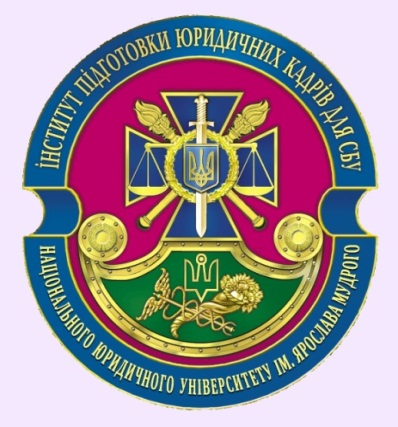 ІНСТИТУТ ПІДГОТОВКИ ЮРИДИЧНИХ КАДРІВ ДЛЯ СБУ
НАЦІОНАЛЬНОГО ЮРИДИЧНОГО УНІВЕРСИТЕТУ ІМ. ЯРОСЛАВА МУДРОГО